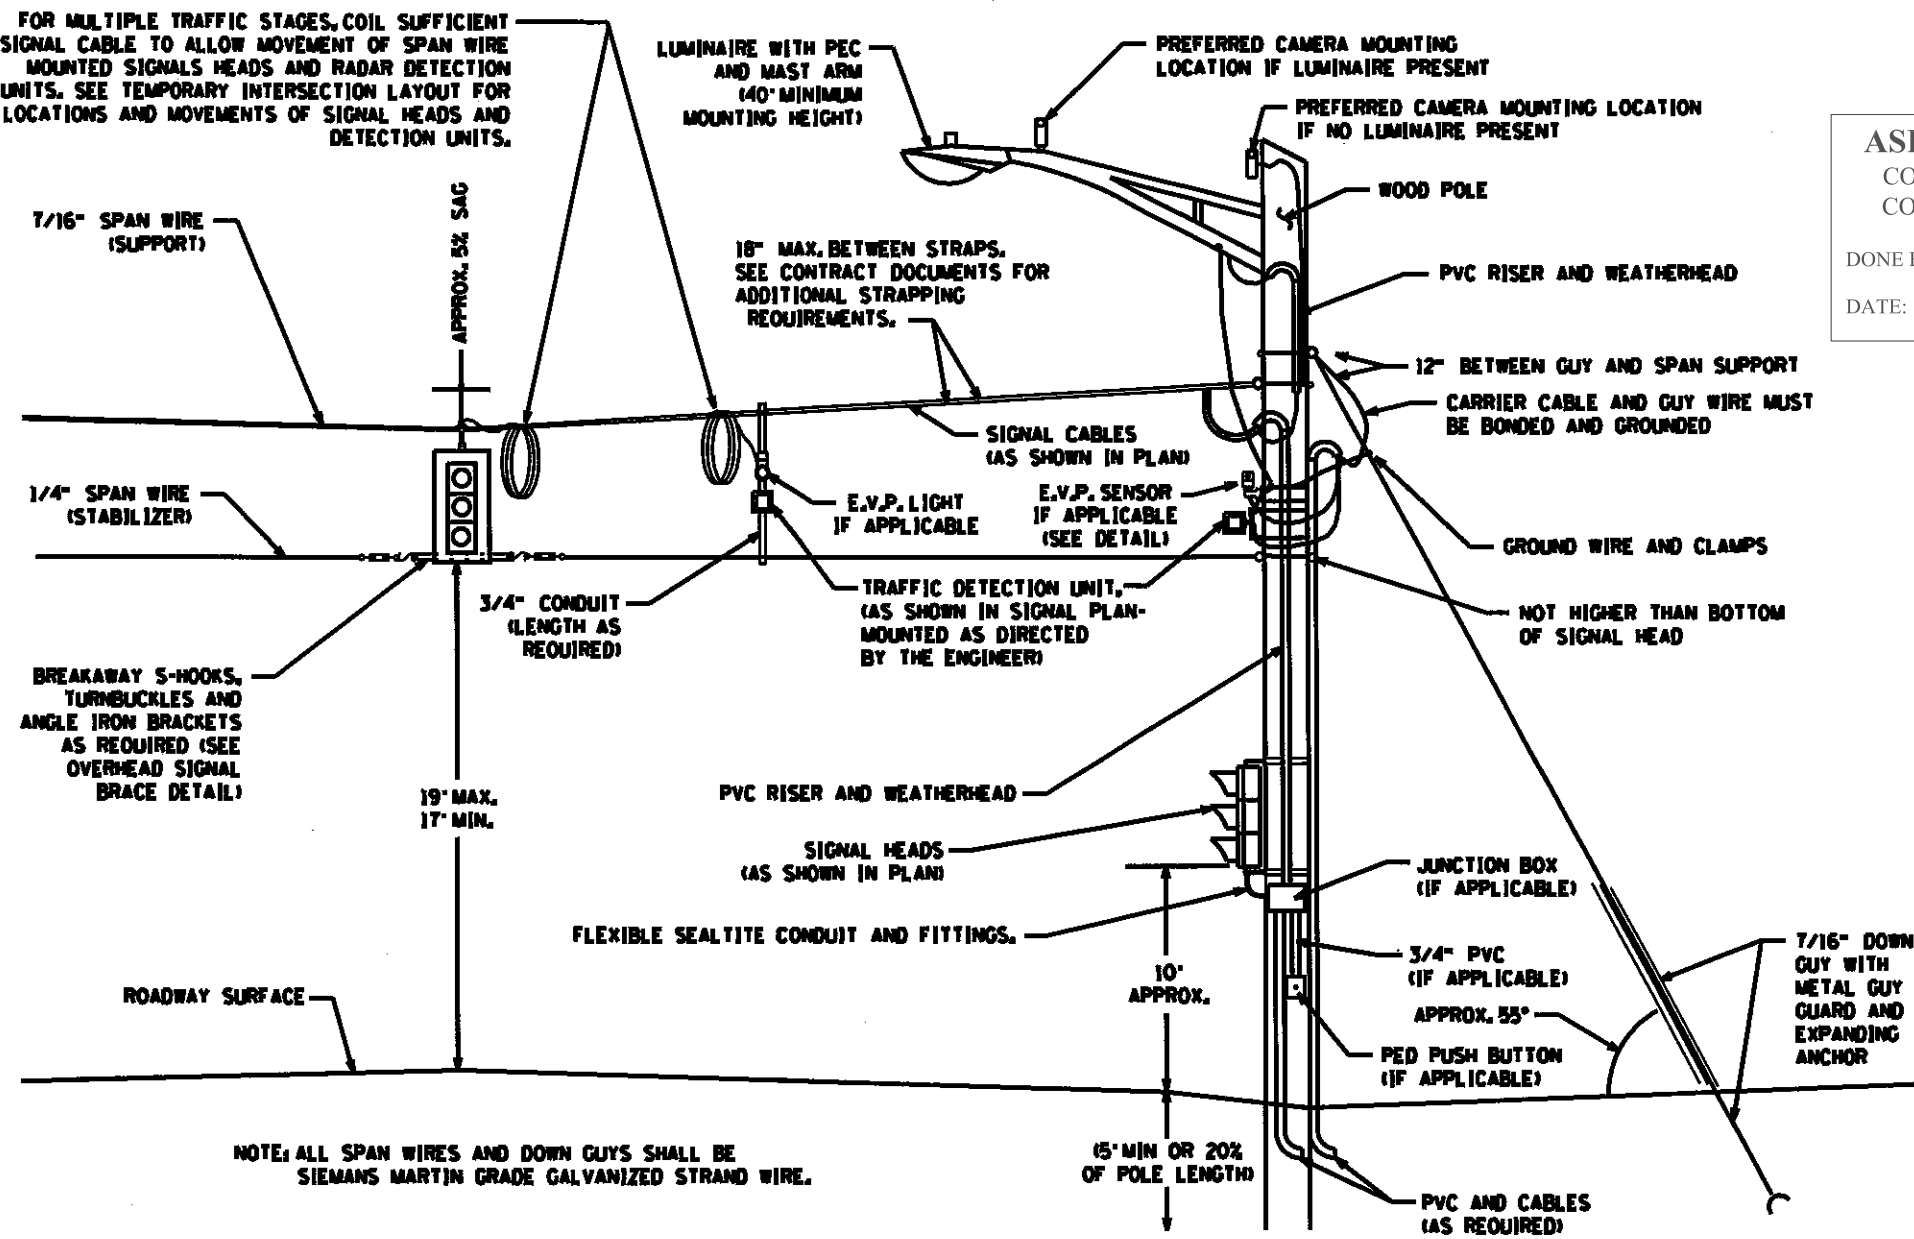 FOR MULTIPLE TRAFFIC STAGES, COIL SUFFICIENT
SIGNAL CABLE TO ALLOW MOVEMENT OF SPAN WIRE
MOUNTED SIGNALS HEADS AND RADAR DETECTION
UNITS. SEE TEMPORARY INTERSECTION LAYOUT FOR
LOCATIONS AND MOVEMENTS OF SIGNAL HEADS AND
DETECTION UNITS.
LUMINAIRE WITH PEC
AND MAST ARM
(40' MINIMUM
MOUNTING HEIGHT)
PREFERRED CAMERA MOUNTING
LOCATION IF LUMINAIRE PRESENT
PREFERRED CAMERA MOUNTING LOCATION
IF NO LUMINAIRE PRESENT
WOOD POLE
CO
CO
DONE
DATE:
7/16" SPAN WIRE
(SUPPORT)
APPROX. 5% SAG
18" MAX. BETWEEN STRAPS.
SEE CONTRACT DOCUMENTS FOR
ADDITIONAL STRAPPING
REQUIREMENTS.
PVC RISER AND WEATHERHEAD
12" BETWEEN GUY AND SPAN SUPPORT
CARRIER CABLE AND GUY WIRE MUST
BE BONDED AND GROUNDED
SIGNAL CABLES
(AS SHOWN IN PLAN)
1/4" SPAN WIRE
(STABILIZER)
E.V.P. LIGHT
IF APPLICABLE
E.V.P. SENSOR
IF APPLICABLE
(SEE DETAIL)
GROUND WIRE AND CLAMPS
3/4" CONDUIT
(LENGTH AS
REQUIRED)
TRAFFIC DETECTION UNIT.
(AS SHOWN IN SIGNAL PLAN-
MOUNTED AS DIRECTED
BY THE ENGINEER)
NOT HIGHER THAN BOTTOM
OF SIGNAL HEAD
BREAKAWAY S-HOOKS,
TURNBUCKLES AND
ANGLE IRON BRACKETS
AS REQUIRED (SEE
OVERHEAD SIGNAL
BRACE DETAIL)
19' MAX.
17' MIN.
PVC RISER AND WEATHERHEAD
SIGNAL HEADS
(AS SHOWN IN PLAN)
JUNCTION BOX
(IF APPLICABLE)
FLEXIBLE SEALTITE CONDUIT AND FITTINGS.
10'
APPROX.
3/4" PVC
(IF APPLICABLE)
APPROX. 55°
7/16" DOWN
GUY WITH
METAL GUY
GUARD AND
EXPANDING
ANCHOR
ROADWAY SURFACE
PED PUSH BUTTON
(IF APPLICABLE)
NOTE: ALL SPAN WIRES AND DOWN GUYS SHALL BE
SIEMANS MARTIN GRADE GALVANIZED STRAND WIRE.
(5' MIN OR 20%
OF POLE LENGTH)
PVC AND CABLES
(AS REQUIRED)